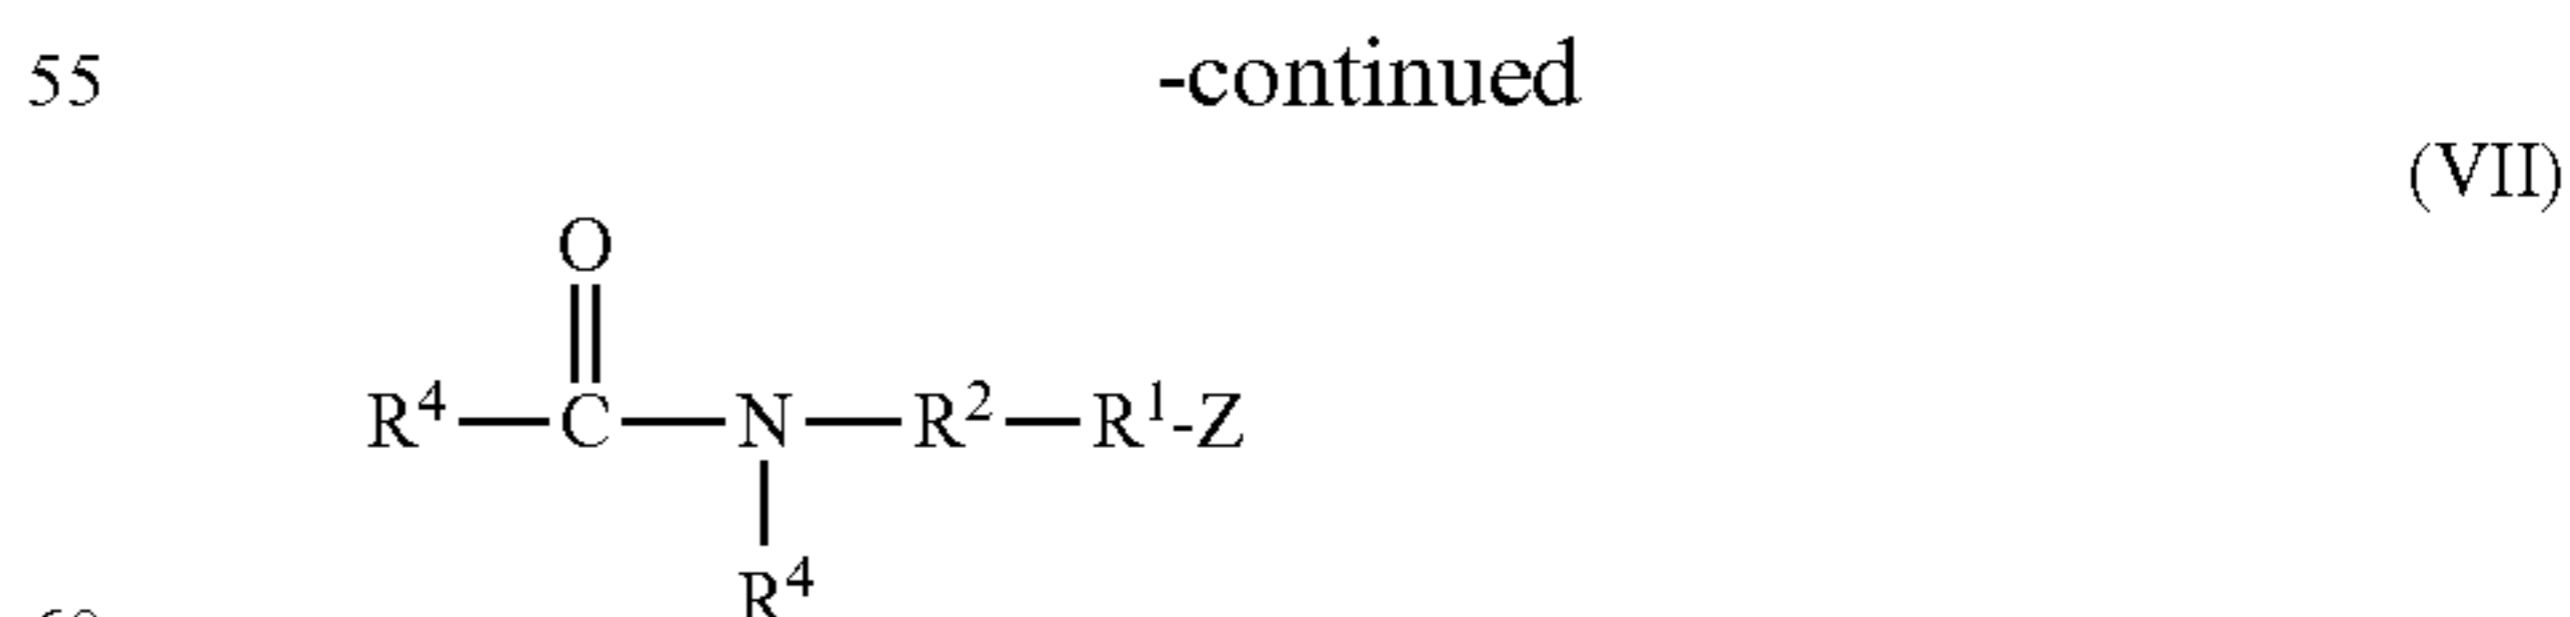 55 -continued
(VII)
O
R⁴—C—N—R²—R¹-Z
R⁴